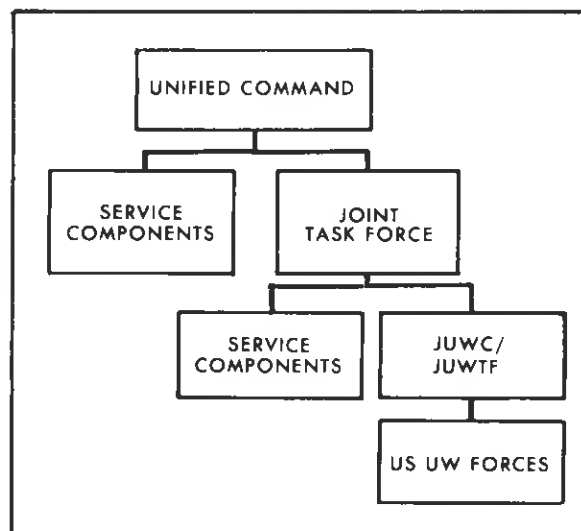 UNIFIED COMMAND
SERVICE
COMPONENTS
JOINT
TASK FORCE
SERVICE
COMPONENTS
JUWC/
JUWTF
US UW FORCES